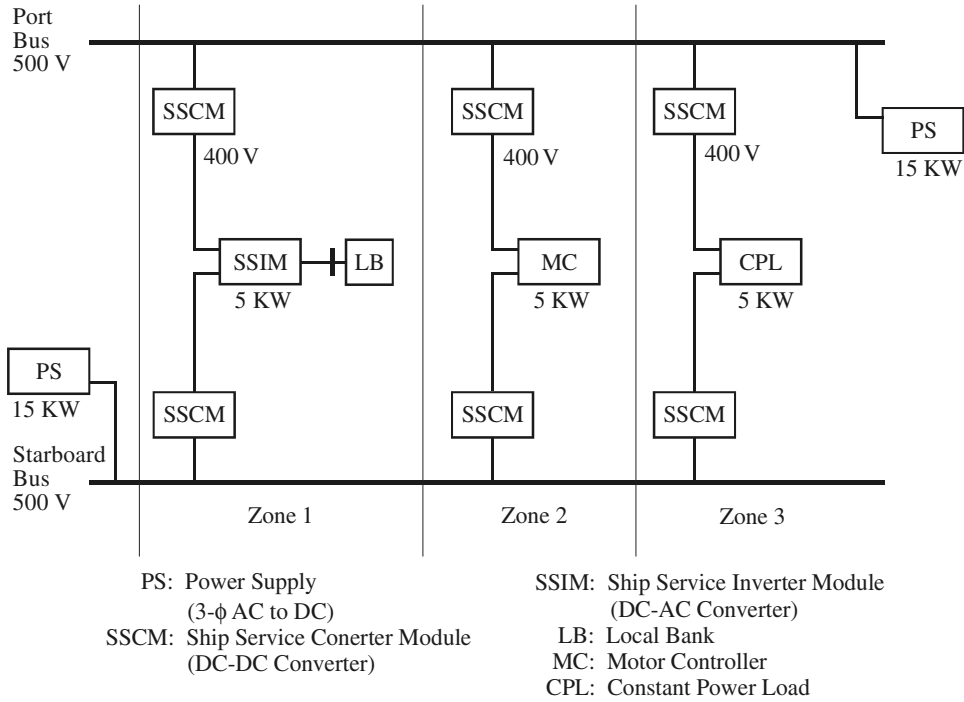 Port
Bus
500 V
SSCM
SSCM
SSCM
PS
15 KW
400 V
400 V
400 V
SSIM
LB
MC
CPL
5 KW
5 KW
5 KW
PS
15 KW
SSCM
SSCM
SSCM
Starboard
Bus
500 V
Zone 1
Zone 2
Zone 3
PS: Power Supply
(3-ϕ AC to DC)
SSCM: Ship Service Conerter Module
(DC-DC Converter)
SSIM: Ship Service Inverter Module
(DC-AC Converter)
LB: Local Bank
MC: Motor Controller
CPL: Constant Power Load